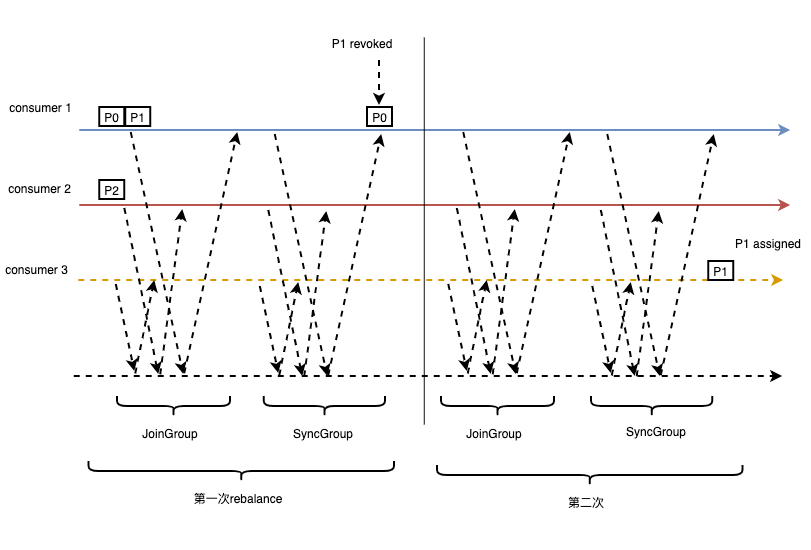 P1 revoked
consumer 1
P0 P1
P0
consumer 2
P2
P1 assigned
consumer 3
P1
JoinGroup
SyncGroup
JoinGroup
SyncGroup
第一次rebalance
第二次